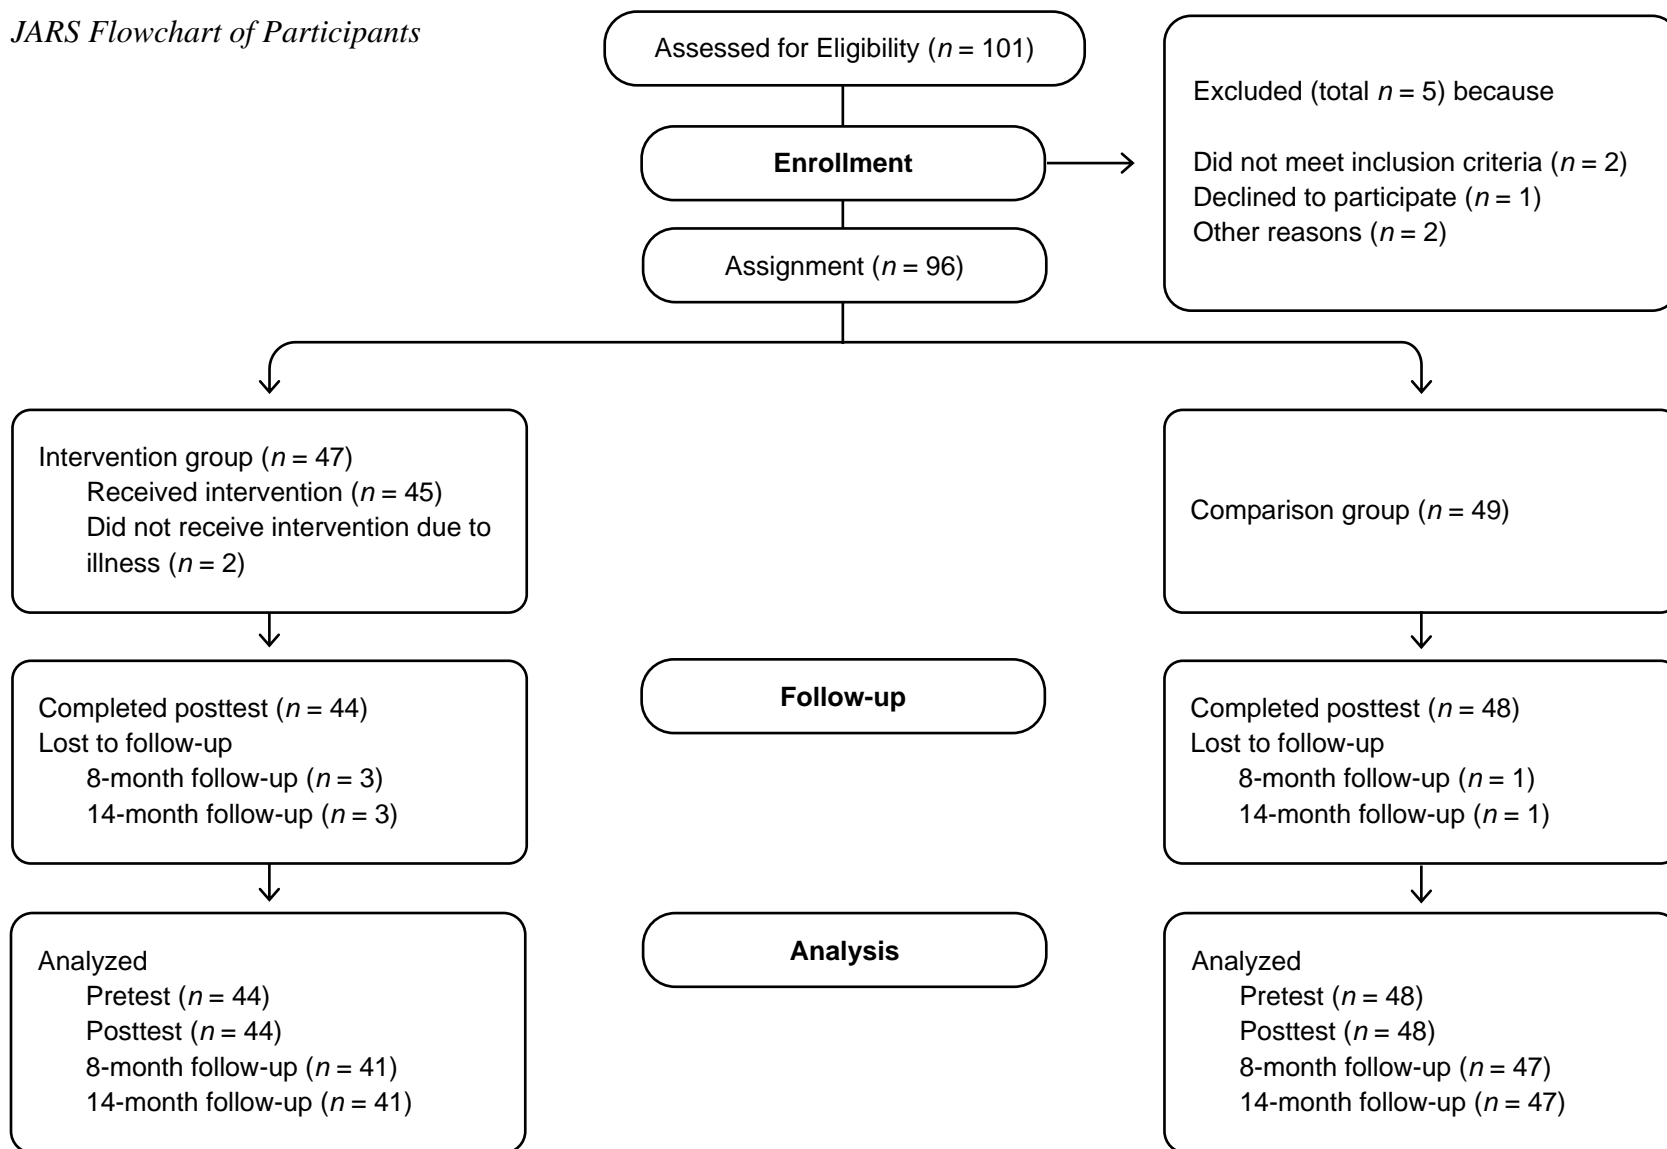 JARS Flowchart of Participants
Assessed for Eligibility (n = 101)
Enrollment
Excluded (total n = 5) because
Did not meet inclusion criteria (n = 2)
Declined to participate (n = 1)
Other reasons (n = 2)
Assignment (n = 96)
Intervention group (n = 47)
Received intervention (n = 45)
Did not receive intervention due to
illness (n = 2)
Comparison group (n = 49)
Completed posttest (n = 44)
Lost to follow-up
8-month follow-up (n = 3)
14-month follow-up (n = 3)
Follow-up
Completed posttest (n = 48)
Lost to follow-up
8-month follow-up (n = 1)
14-month follow-up (n = 1)
Analyzed
Pretest (n = 44)
Posttest (n = 44)
8-month follow-up (n = 41)
14-month follow-up (n = 41)
Analysis
Analyzed
Pretest (n = 48)
Posttest (n = 48)
8-month follow-up (n = 47)
14-month follow-up (n = 47)